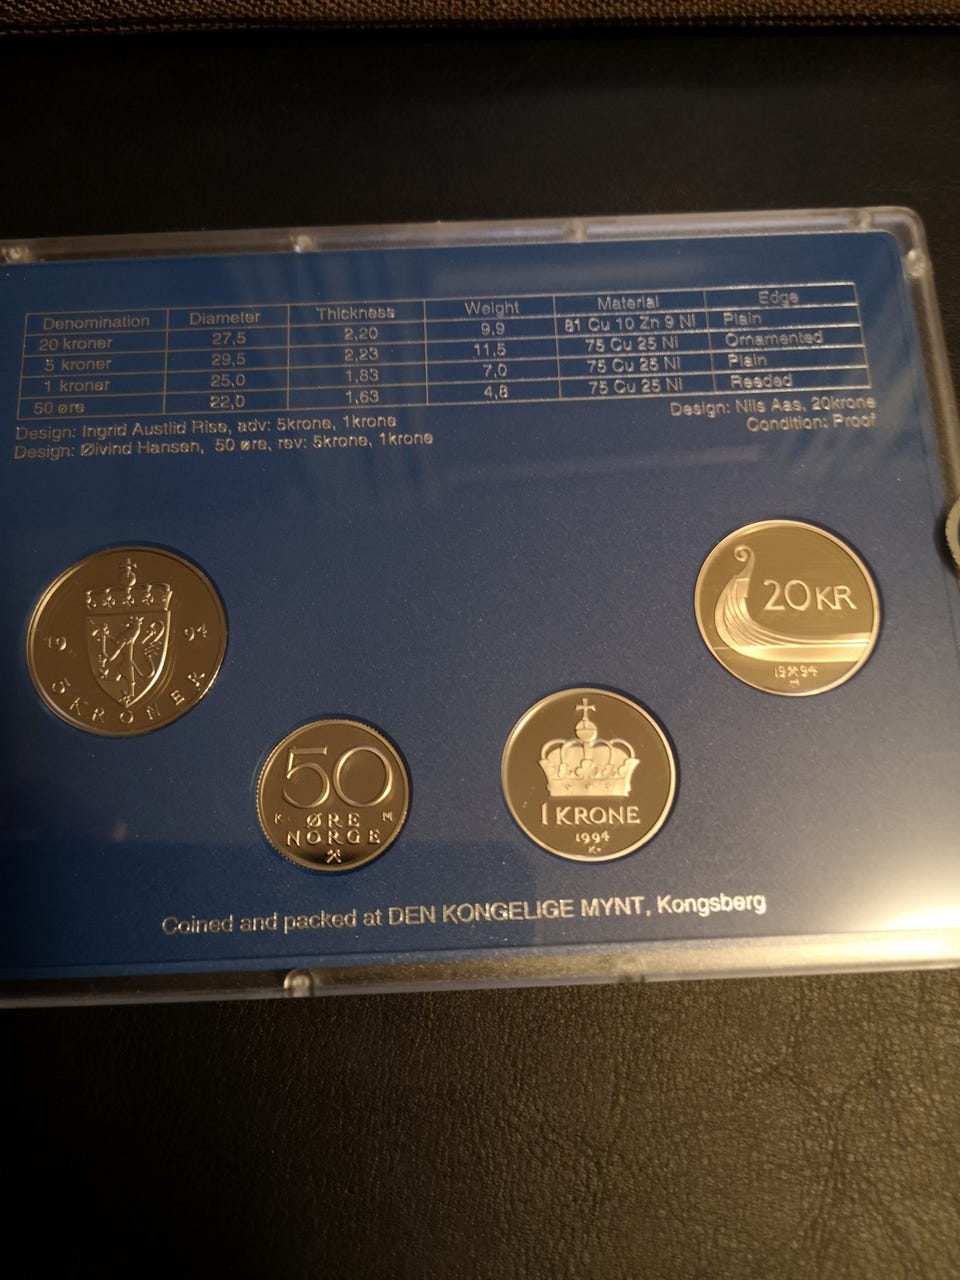 Denomination Diameter Thickness Weight Material Edge
20 kroner 27,5 2,20 9,9 81 Cu 10 Zn 9 Ni Plain
5 kroner 29,5 2,23 11,5 75 Cu 25 Ni Ornamented
1 kroner 25,0 1,83 7,0 75 Cu 25 Ni Plain
50 øre 22,0 1,63 4,8 75 Cu 25 Ni Reeded
Design: Ingrid Austlid Rise, adv: 5krone, 1krone
Design: Nils Aas, 20krone
Design: Øivind Hansen, 50 øre, rev: 5krone, 1krone
Condition: Proof
19 94
5 KRONER
50
K M
ØRE
NORGE
1 KRONE
1994
K
20 KR
19 94
Coined and packed at DEN KONGELIGE MYNT, Kongsberg